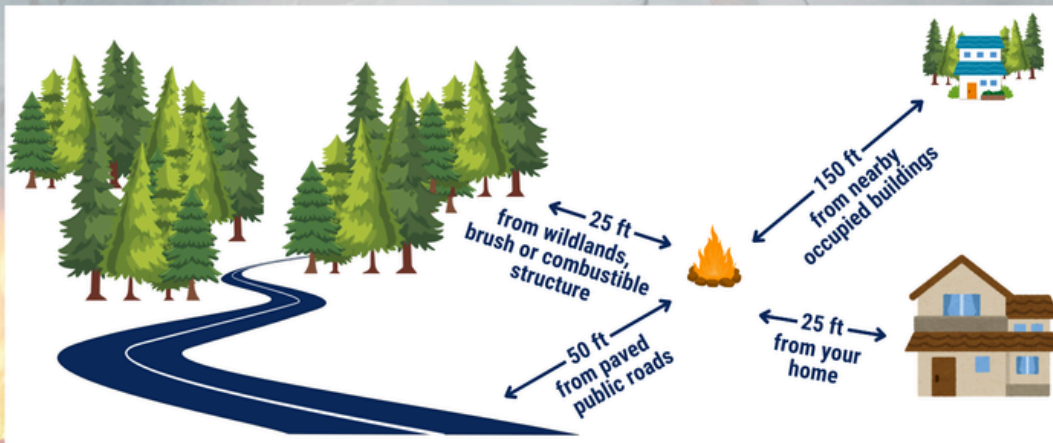 150 ft
from nearby
occupied buildings
25 ft
from wildlands,
brush or combustible
structure
25 ft
from your
home
50 ft
from paved
public roads